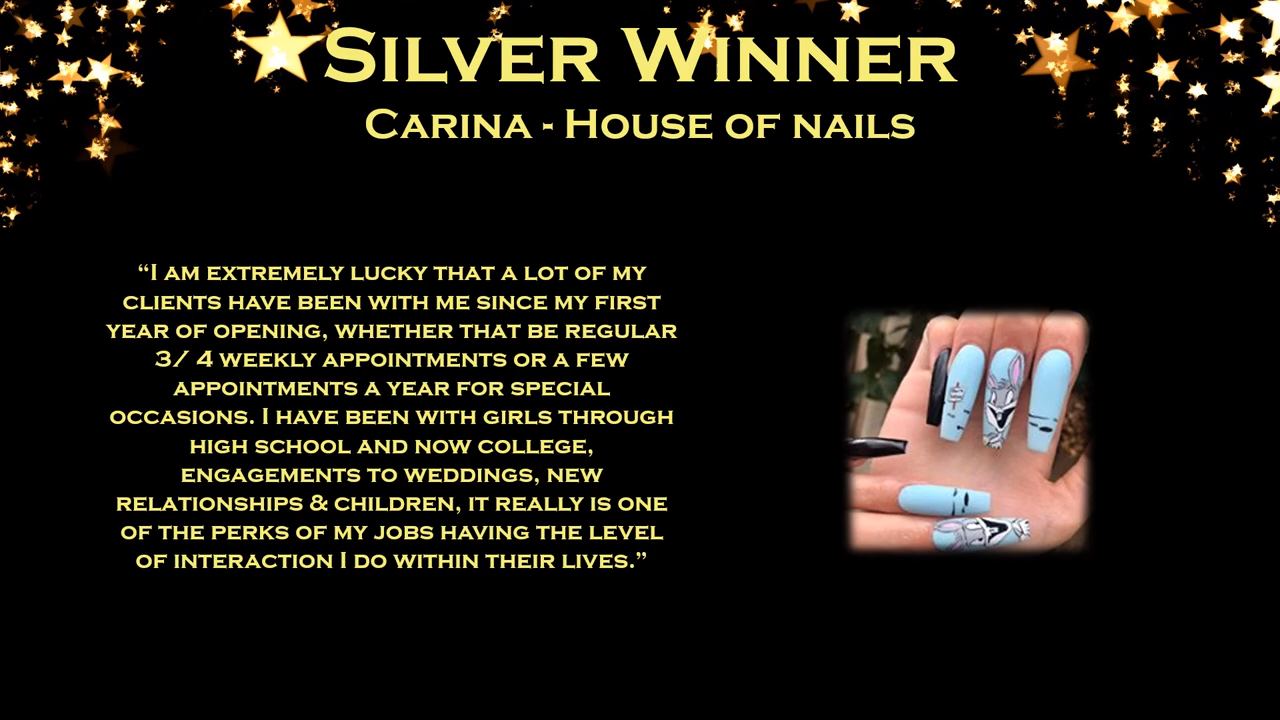 Silver Winner
Carina - House of nails
“I am extremely lucky that a lot of my
clients have been with me since my first
year of opening, whether that be regular
3/ 4 weekly appointments or a few
appointments a year for special
occasions. I have been with girls through
high school and now college,
engagements to weddings, new
relationships & children, it really is one
of the perks of my jobs having the level
of interaction I do within their lives.”